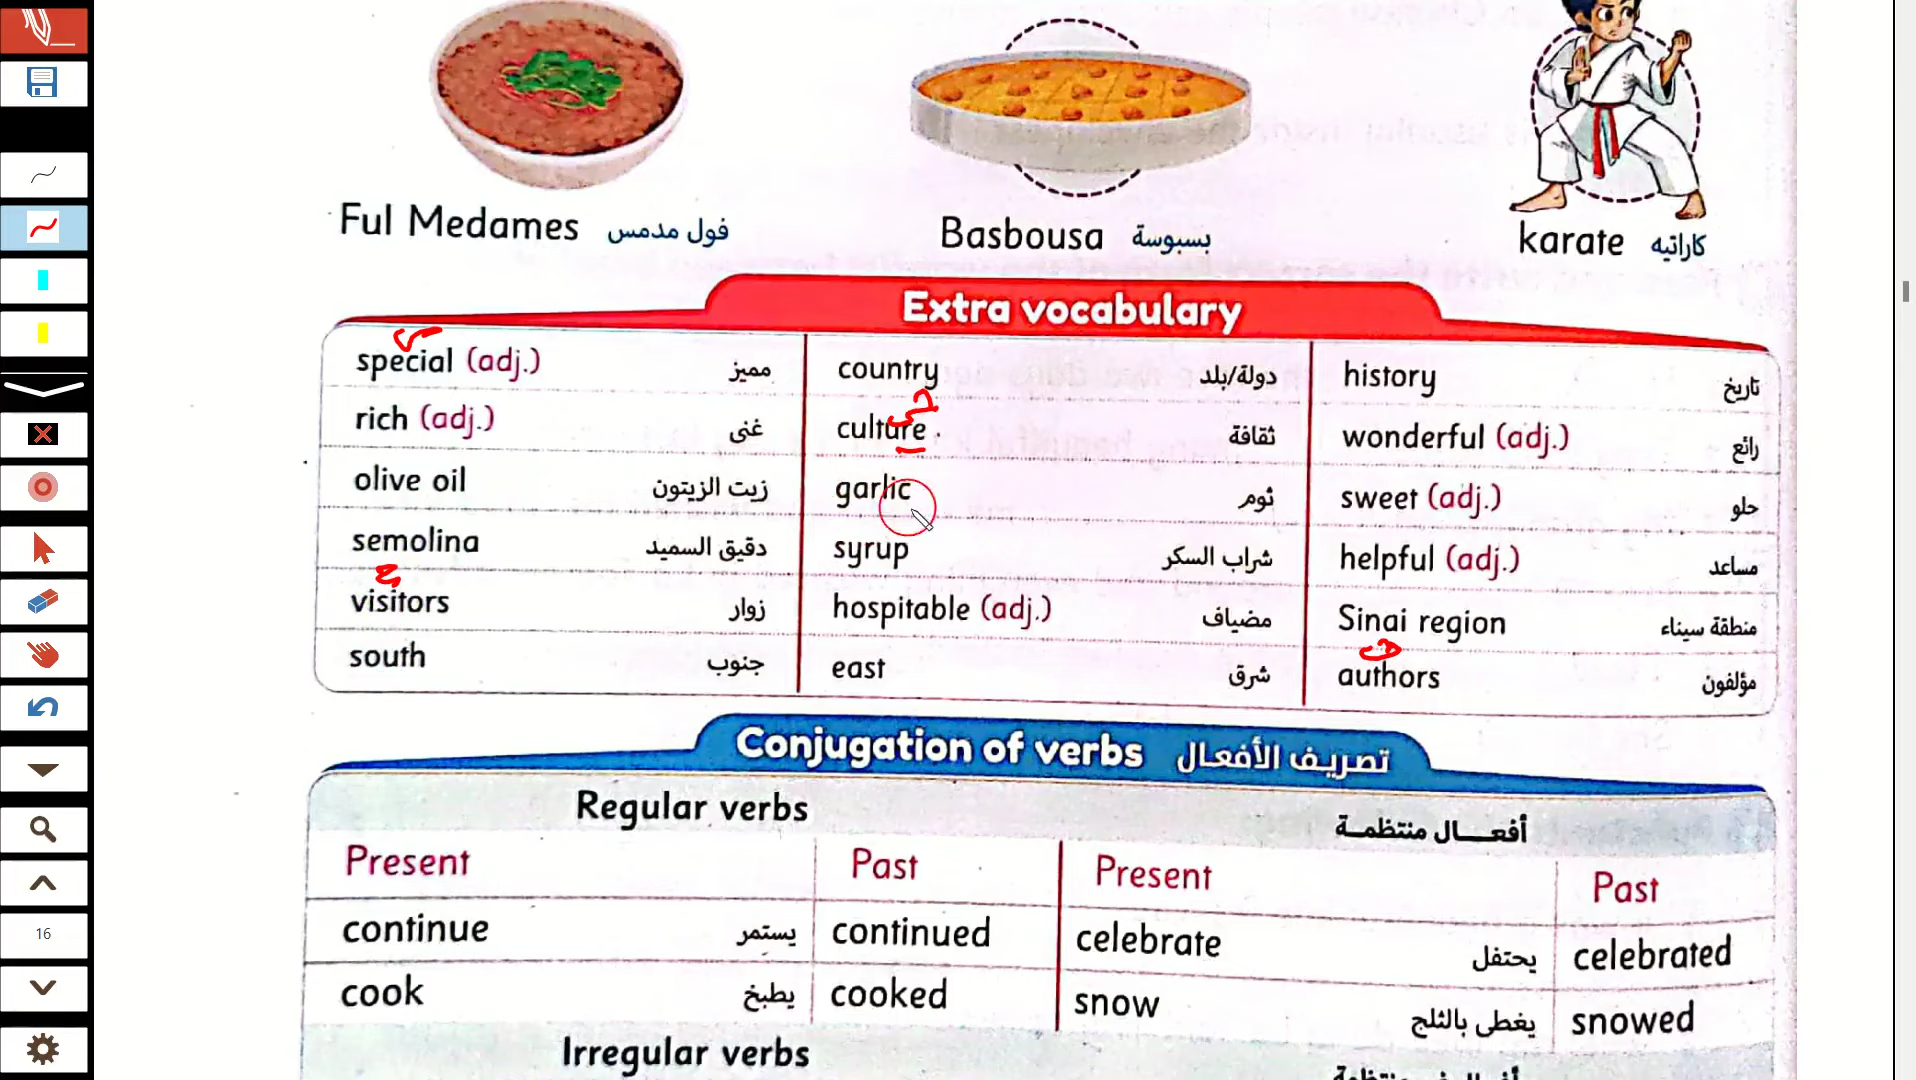 Ful Medames فول مدمس
Basbousa بسبوسة
karate كاراتيه
Extra vocabulary
special (adj.) مميز country دولة/بلد history تاريخ
rich (adj.) غنى culture ثقافة wonderful (adj.) رائع
olive oil زيت الزيتون garlic ثوم sweet (adj.) حلو
semolina دقيق السميد syrup شراب السكر helpful (adj.) مساعد
visitors زوار hospitable (adj.) مضياف Sinai region منطقة سيناء
south جنوب east شرق authors مؤلفون
Conjugation of verbs تصريف الأفعال
Regular verbs أفعـــال منتظمـة
Present Past Present Past
continue يستمر continued celebrate يحتفل celebrated
cook يطبخ cooked snow يغطى بالثلج snowed
Irregular verbs
16